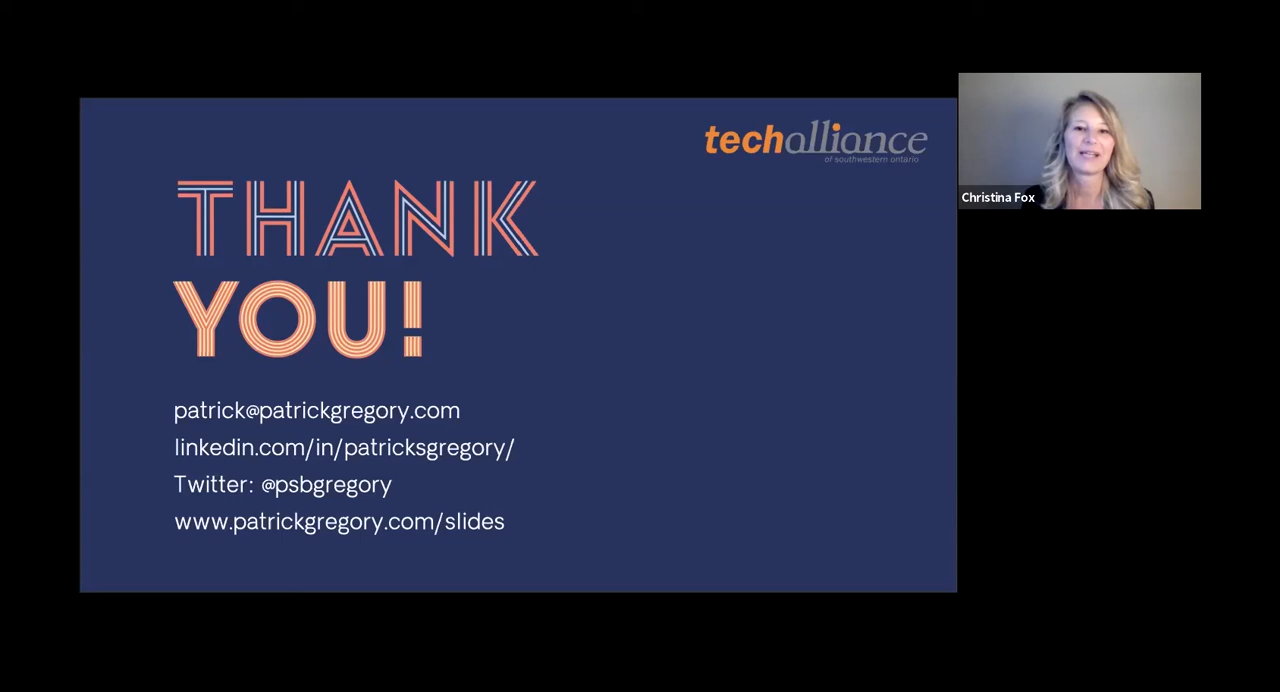 techalliance
of southwestern ontario
THANK
YOU!
patrick@patrickgregory.com
linkedin.com/in/patricksgregory/
Twitter: @psbgregory
www.patrickgregory.com/slides
Christina Fox